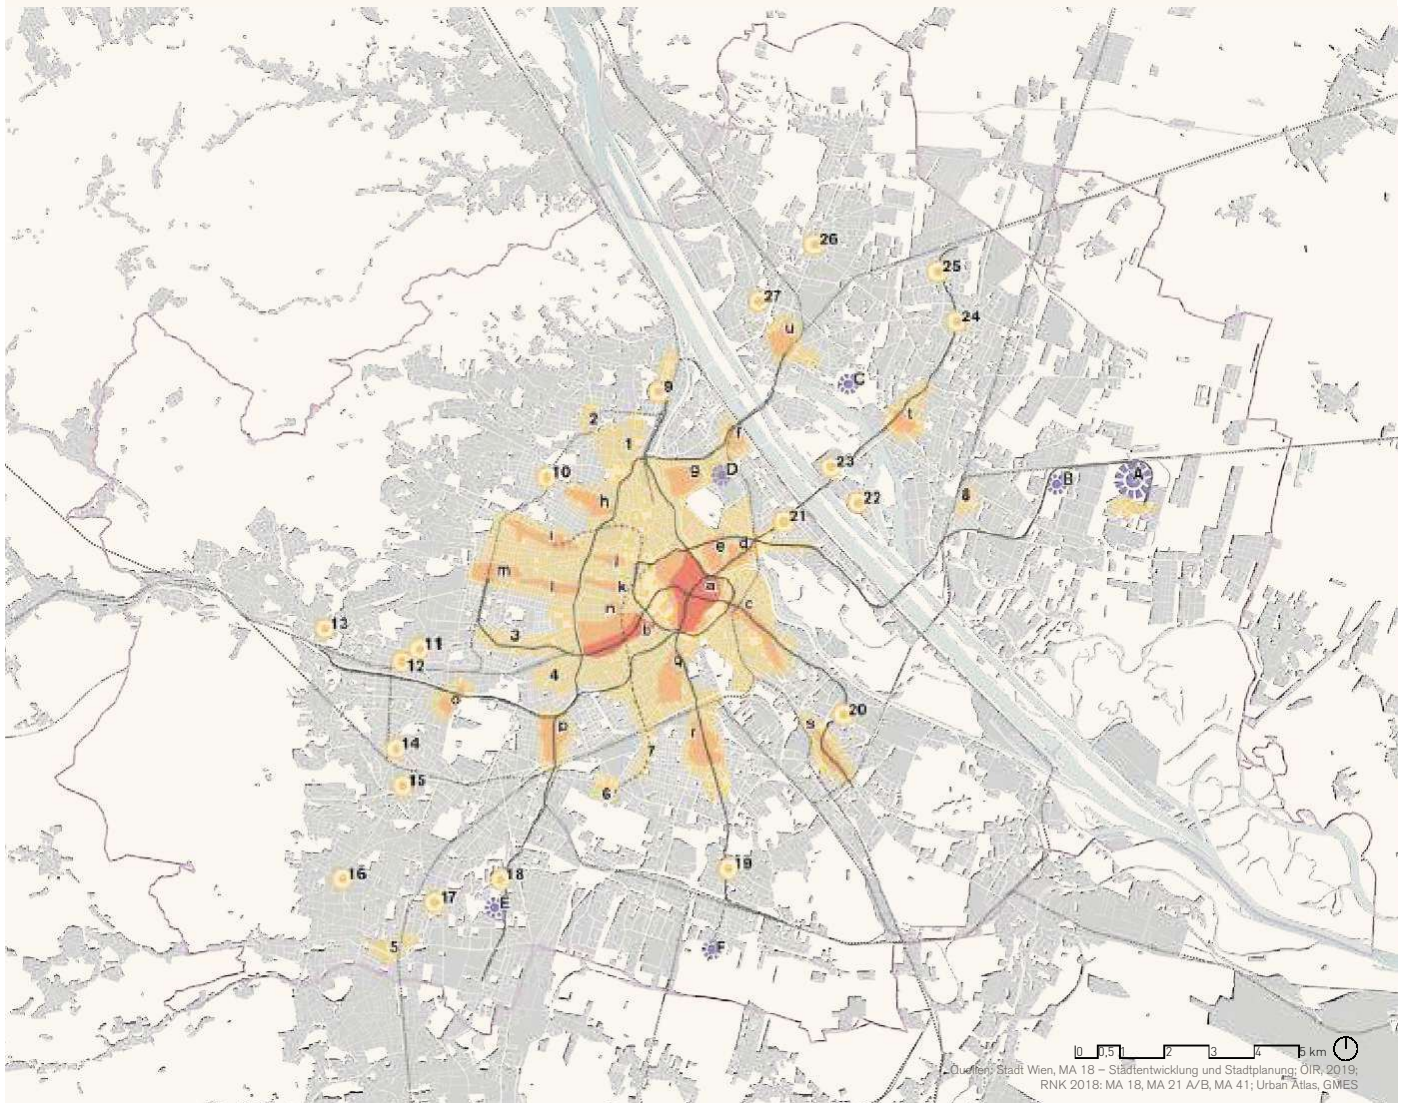 26
25
27
24
u
C
9
t
2
1
f
23
D
g
10
A
B
8
22
h
21
i
e
d
j
m
l
k
a
n
c
13
3
b
11
12
q
4
o
20
p
s
r
14
7
15
6
19
16
18
17
E
5
F
0 0,5 1 2 3 4 5 km
Quellen: Stadt Wien, MA 18 – Stadtentwicklung und Stadtplanung; ÖIR, 2019;
RNK 2018: MA 18, MA 21 A/B, MA 41; Urban Atlas, GMES